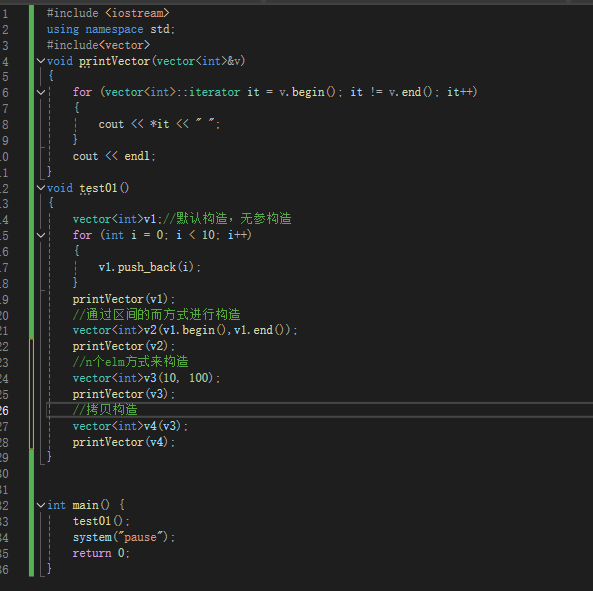 1 #include <iostream>
2 using namespace std;
3 #include<vector>
4 void printVector(vector<int>&v)
5 {
6 for (vector<int>::iterator it = v.begin(); it != v.end(); it++)
7 {
8 cout << *it << " ";
9 }
10 cout << endl;
11 }
12 void test01()
13 {
14 vector<int>v1;//默认构造，无参构造
15 for (int i = 0; i < 10; i++)
16 {
17 v1.push_back(i);
18 }
19 printVector(v1);
20 //通过区间的而方式进行构造
21 vector<int>v2(v1.begin(),v1.end());
22 printVector(v2);
23 //n个elm方式来构造
24 vector<int>v3(10, 100);
25 printVector(v3);
26 //拷贝构造
27 vector<int>v4(v3);
28 printVector(v4);
29 }
30
31
32 int main() {
33 test01();
34 system("pause");
35 return 0;
36 }